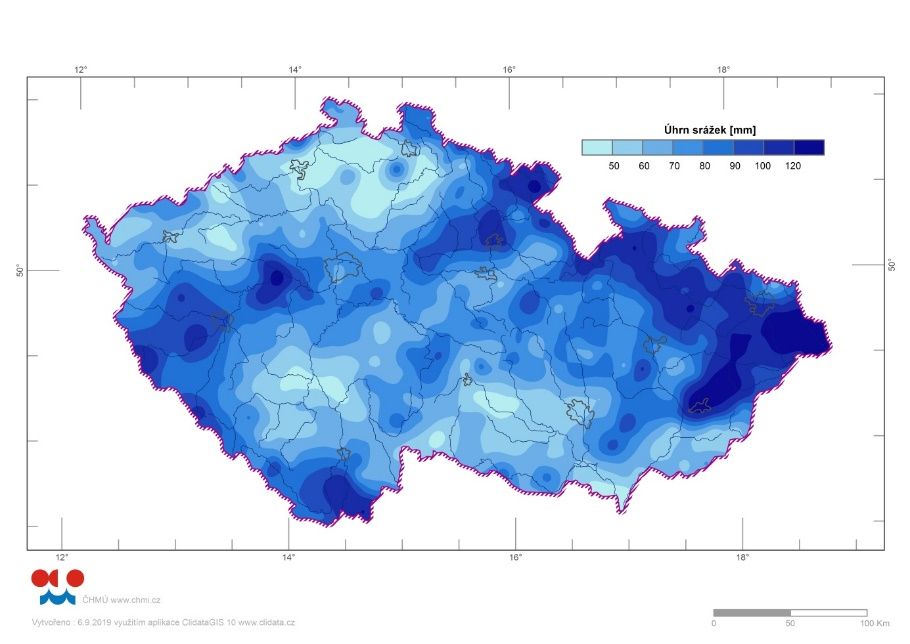 12° 14° 16° 18°
Úhrn srážek [mm]
50 60 70 80 90 100 120
50° 50°
12° 14° 16° 18°
ČHMÚ www.chmi.cz
Vytvořeno : 6.9.2019 využitím aplikace ClidataGIS 10 www.clidata.cz
0 50 100 Km